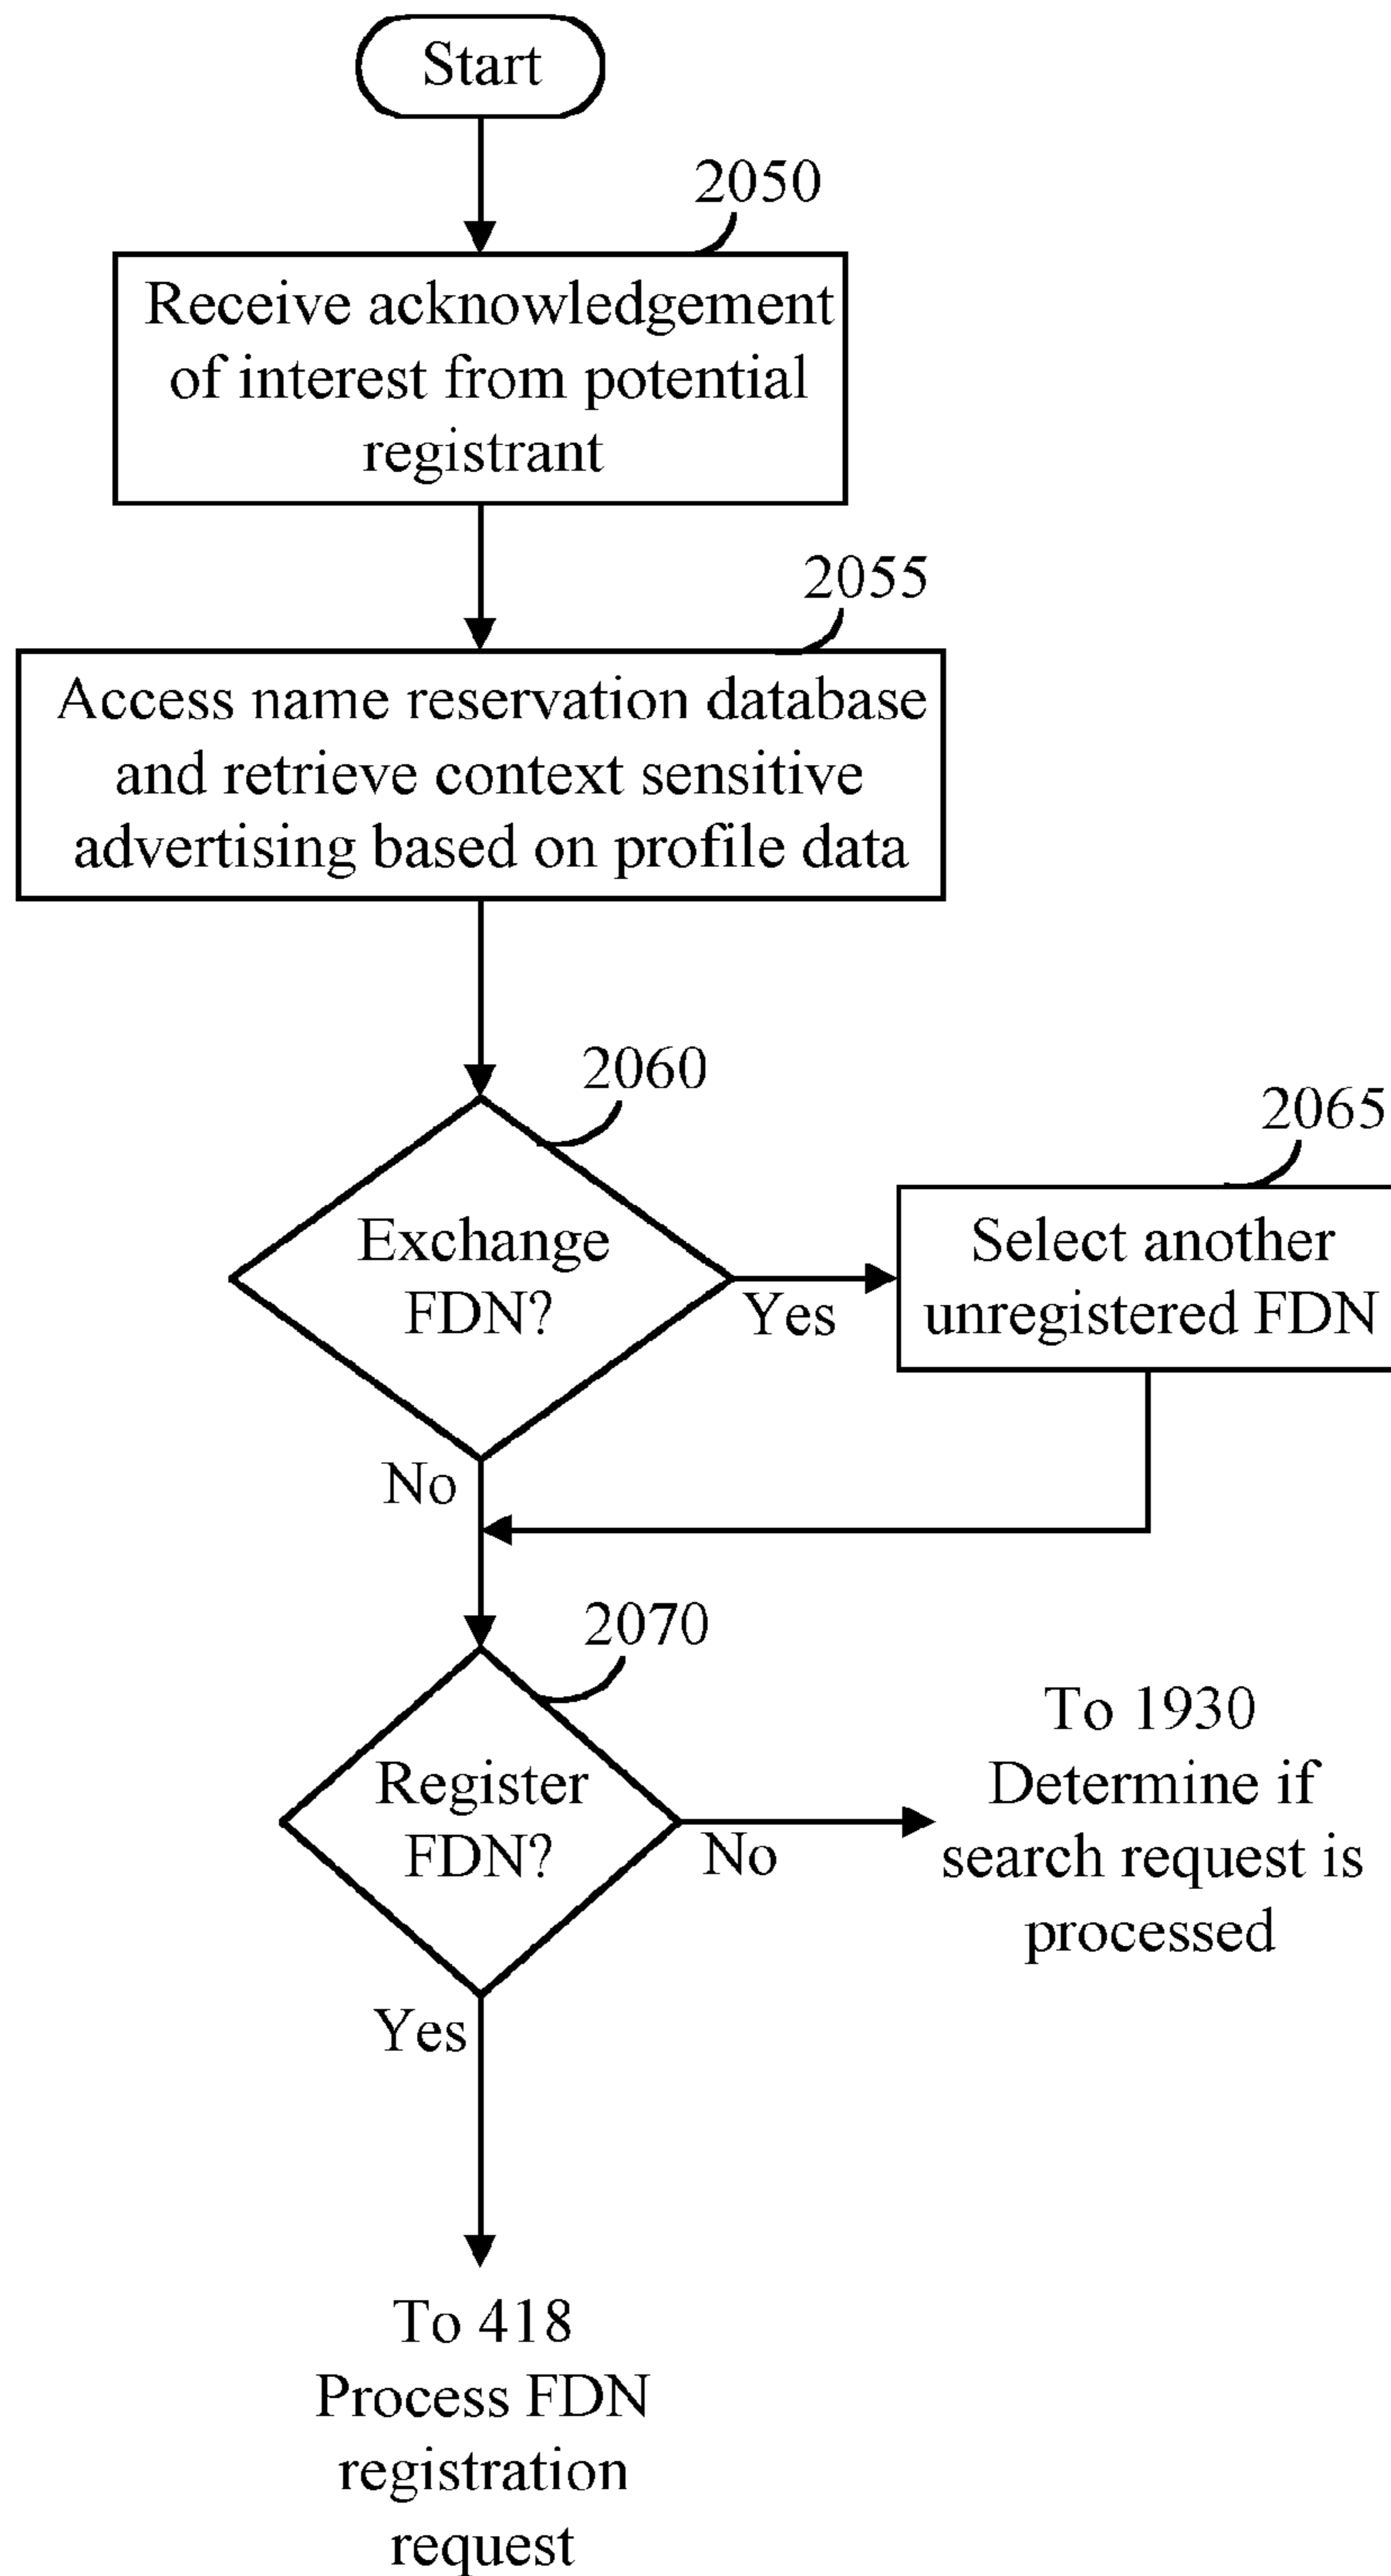 Start
2050
Receive acknowledgement
of interest from potential
registrant
2055
Access name reservation database
and retrieve context sensitive
advertising based on profile data
2060
Exchange
FDN?
Yes
2065
Select another
unregistered FDN
No
2070
Register
FDN?
No
To 1930
Determine if
search request is
processed
Yes
To 418
Process FDN
registration
request